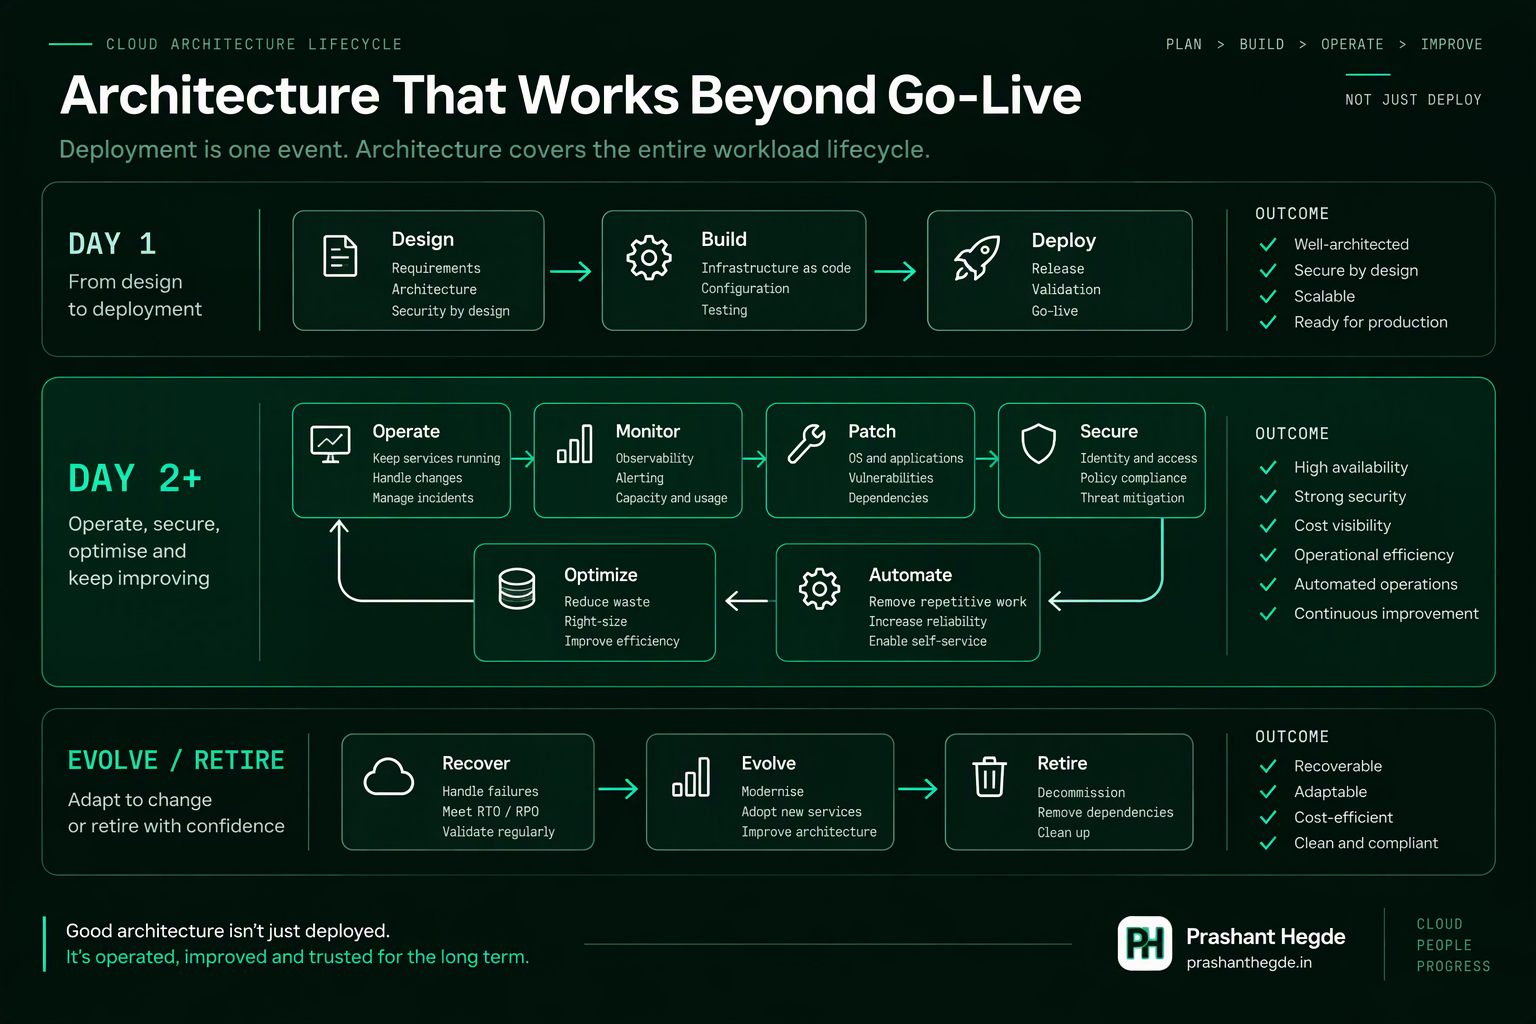 CLOUD ARCHITECTURE LIFECYCLE
PLAN > BUILD > OPERATE > IMPROVE
NOT JUST DEPLOY
Architecture That Works Beyond Go-Live
Deployment is one event. Architecture covers the entire workload lifecycle.
DAY 1
From design
to deployment
Design
Requirements
Architecture
Security by design
Build
Infrastructure as code
Configuration
Testing
Deploy
Release
Validation
Go-live
OUTCOME
Well-architected
Secure by design
Scalable
Ready for production
DAY 2+
Operate, secure,
optimise and
keep improving
Operate
Keep services running
Handle changes
Manage incidents
Monitor
Observability
Alerting
Capacity and usage
Patch
OS and applications
Vulnerabilities
Dependencies
Secure
Identity and access
Policy compliance
Threat mitigation
Optimize
Reduce waste
Right-size
Improve efficiency
Automate
Remove repetitive work
Increase reliability
Enable self-service
OUTCOME
High availability
Strong security
Cost visibility
Operational efficiency
Automated operations
Continuous improvement
EVOLVE / RETIRE
Adapt to change
or retire with confidence
Recover
Handle failures
Meet RTO / RPO
Validate regularly
Evolve
Modernise
Adopt new services
Improve architecture
Retire
Decommission
Remove dependencies
Clean up
OUTCOME
Recoverable
Adaptable
Cost-efficient
Clean and compliant
Good architecture isn't just deployed.
It's operated, improved and trusted for the long term.
PH
Prashant Hegde
prashanthegde.in
CLOUD
PEOPLE
PROGRESS